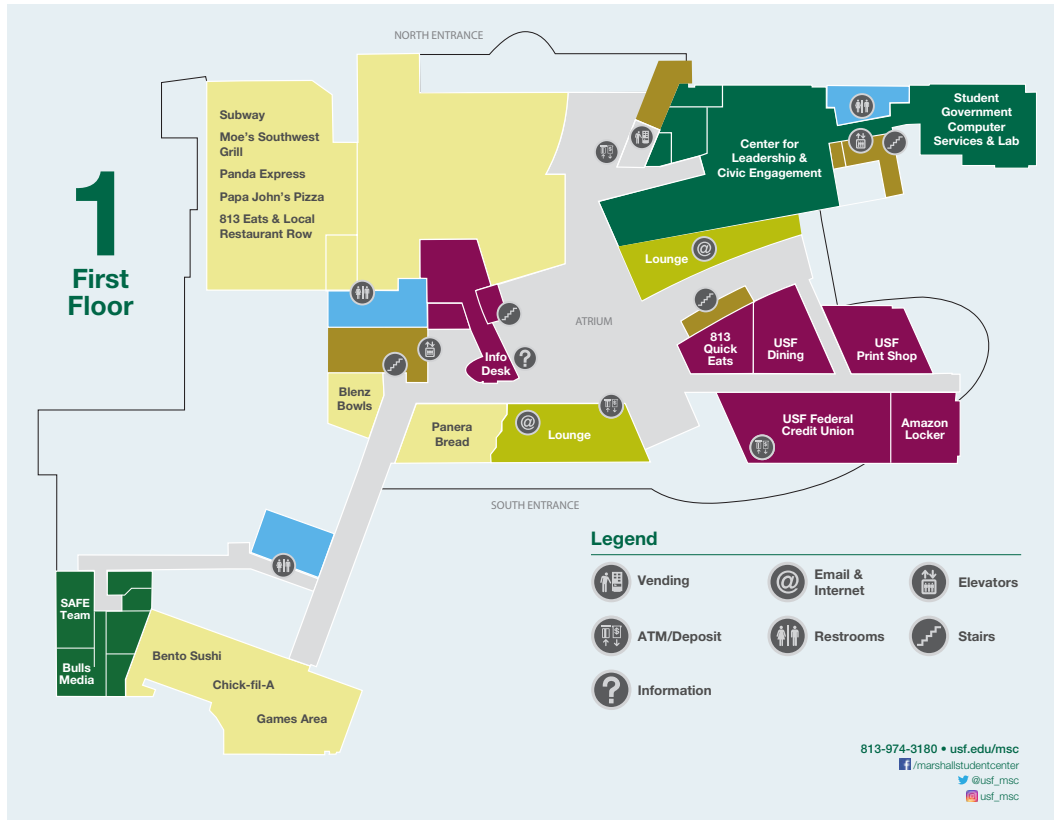 NORTH ENTRANCE
1
First
Floor
Subway
Moe's Southwest
Grill
Panda Express
Papa John's Pizza
813 Eats & Local
Restaurant Row
Center for
Leadership &
Civic Engagement
Student
Government
Computer
Services & Lab
Lounge
@
ATRIUM
Info
Desk
?
813
Quick
Eats
USF
Dining
USF
Print Shop
Blenz
Bowls
Panera
Bread
@
Lounge
USF Federal
Credit Union
Amazon
Locker
SOUTH ENTRANCE
SAFE
Team
Bulls
Media
Bento Sushi
Chick-fil-A
Games Area
Legend
Vending
@
Email &
Internet
Elevators
ATM/Deposit
Restrooms
Stairs
?
Information
813-974-3180 • usf.edu/msc
f /marshallstudentcenter
@usf_msc
usf_msc